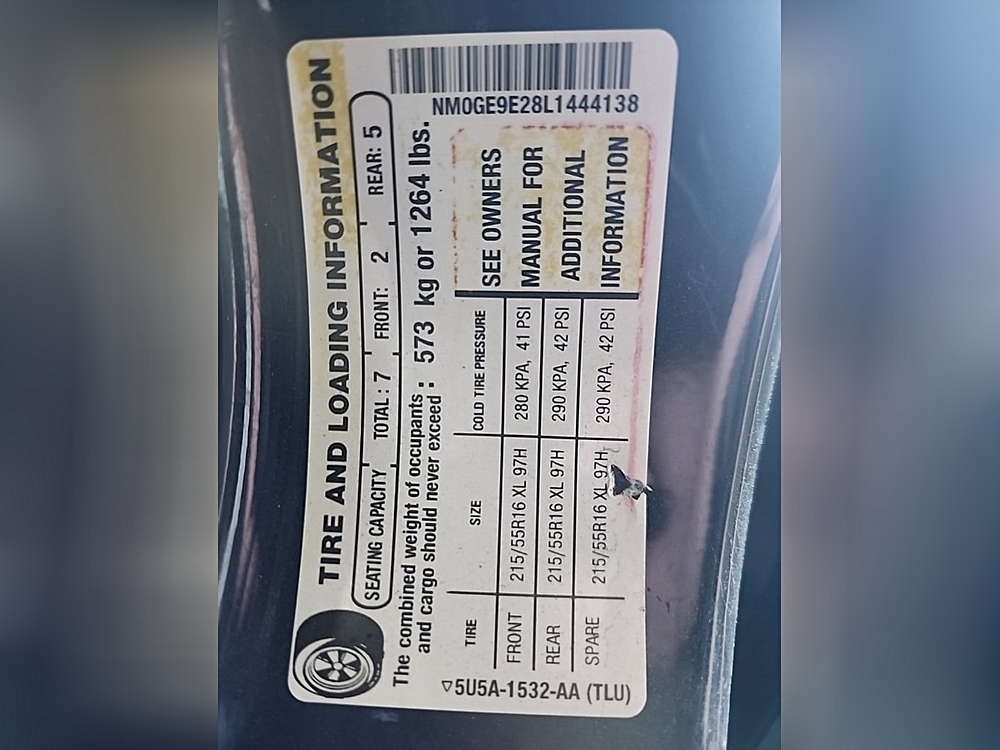 TIRE AND LOADING INFORMATION
SEATING CAPACITY TOTAL : 7 FRONT: 2 REAR: 5
The combined weight of occupants
and cargo should never exceed : 573 kg or 1264 lbs.
TIRE SIZE COLD TIRE PRESSURE
FRONT 215/55R16 XL 97H 280 KPA, 41 PSI
REAR 215/55R16 XL 97H 290 KPA, 42 PSI
SPARE 215/55R16 XL 97H 290 KPA, 42 PSI
SEE OWNERS
MANUAL FOR
ADDITIONAL
INFORMATION
5U5A-1532-AA (TLU)
NM0GE9E28L1444138